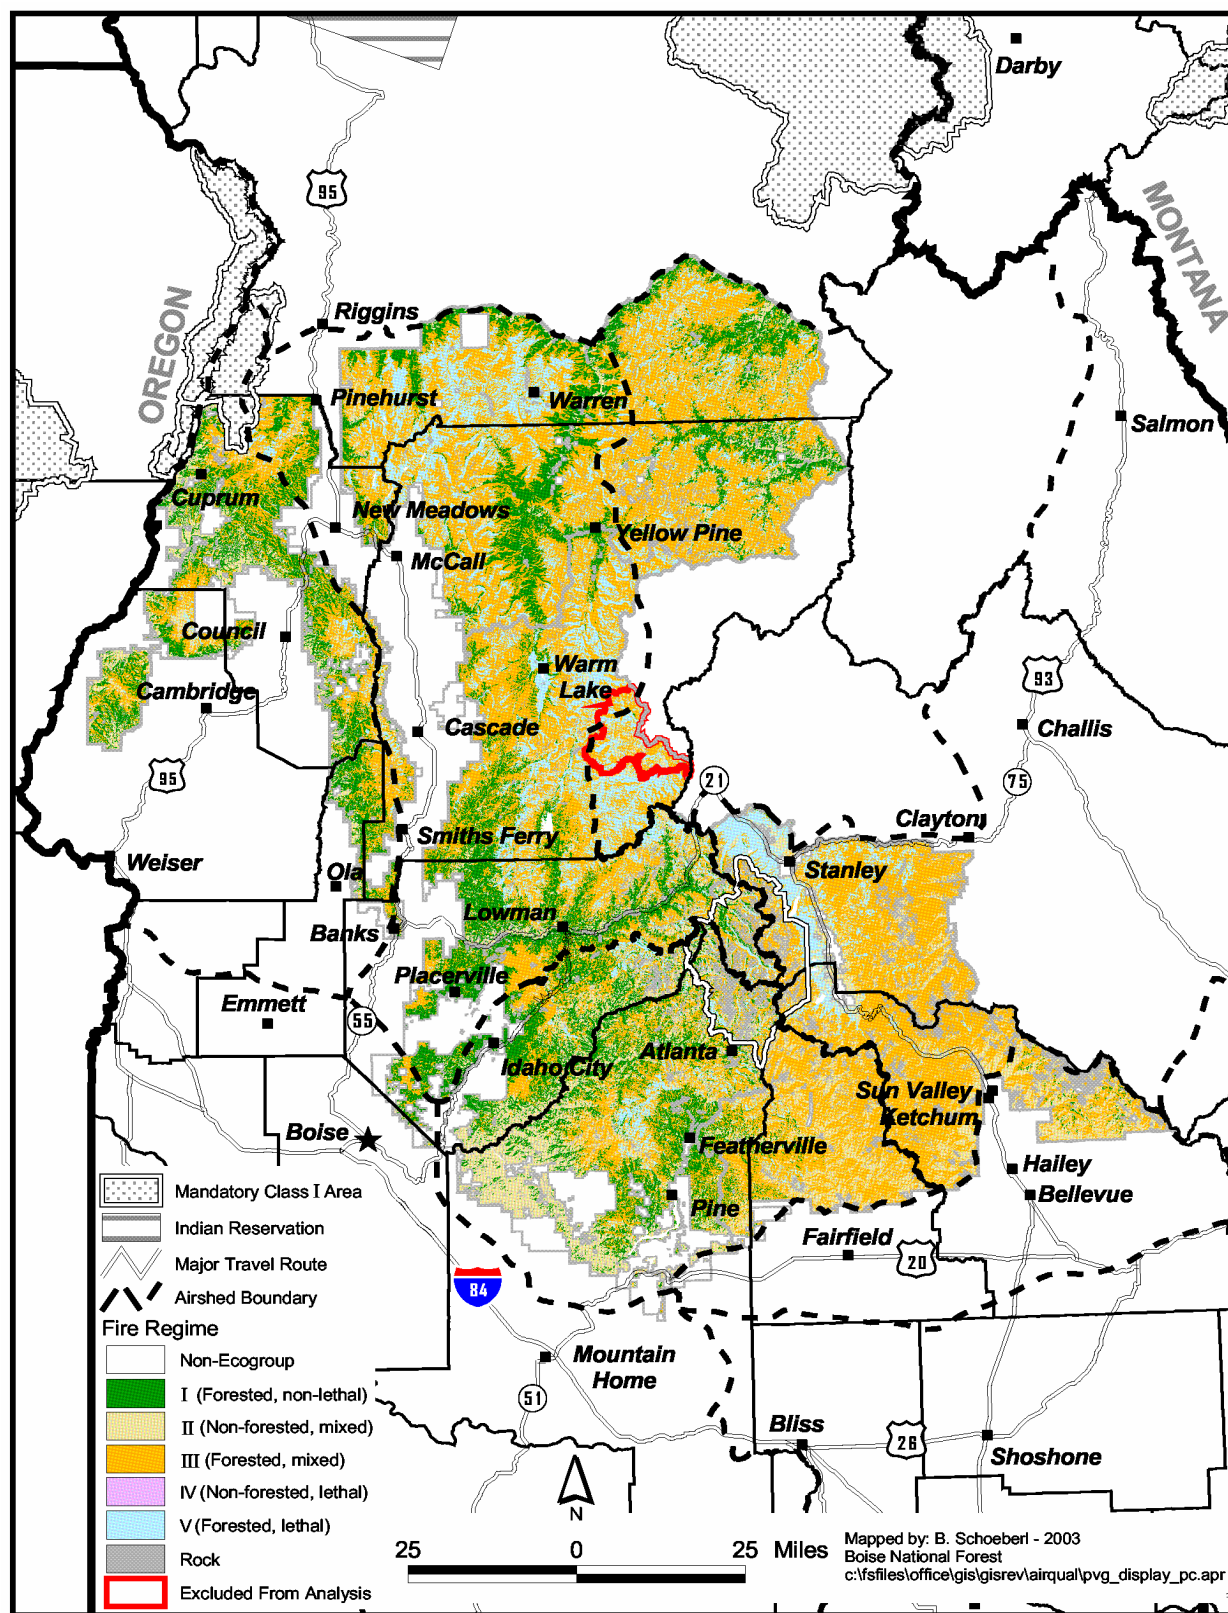 Darby
95
MONTANA
OREGON
Riggins
Pinehurst
Warren
Salmon
Cuprum
New Meadows
Yellow Pine
McCall
Council
Warm
Lake
Cambridge
93
Challis
Cascade
95
21
75
Clayton
Smiths Ferry
Weiser
Stanley
Ola
Lowman
Banks
Placerville
Emmett
55
Atlanta
Idaho City
Sun Valley
Ketchum
Boise
Featherville
Hailey
Bellevue
Pine
Fairfield
20
84
Mountain
Home
51
Bliss
26
Shoshone
Mandatory Class I Area
Indian Reservation
Major Travel Route
Airshed Boundary
Fire Regime
Non-Ecogroup
I (Forested, non-lethal)
II (Non-forested, mixed)
III (Forested, mixed)
IV (Non-forested, lethal)
V (Forested, lethal)
Rock
Excluded From Analysis
N
25 0 25 Miles
Mapped by: B. Schoeberl - 2003
Boise National Forest
c:\fsfiles\office\gis\gisrev\airqual\pvg_display_pc.apr